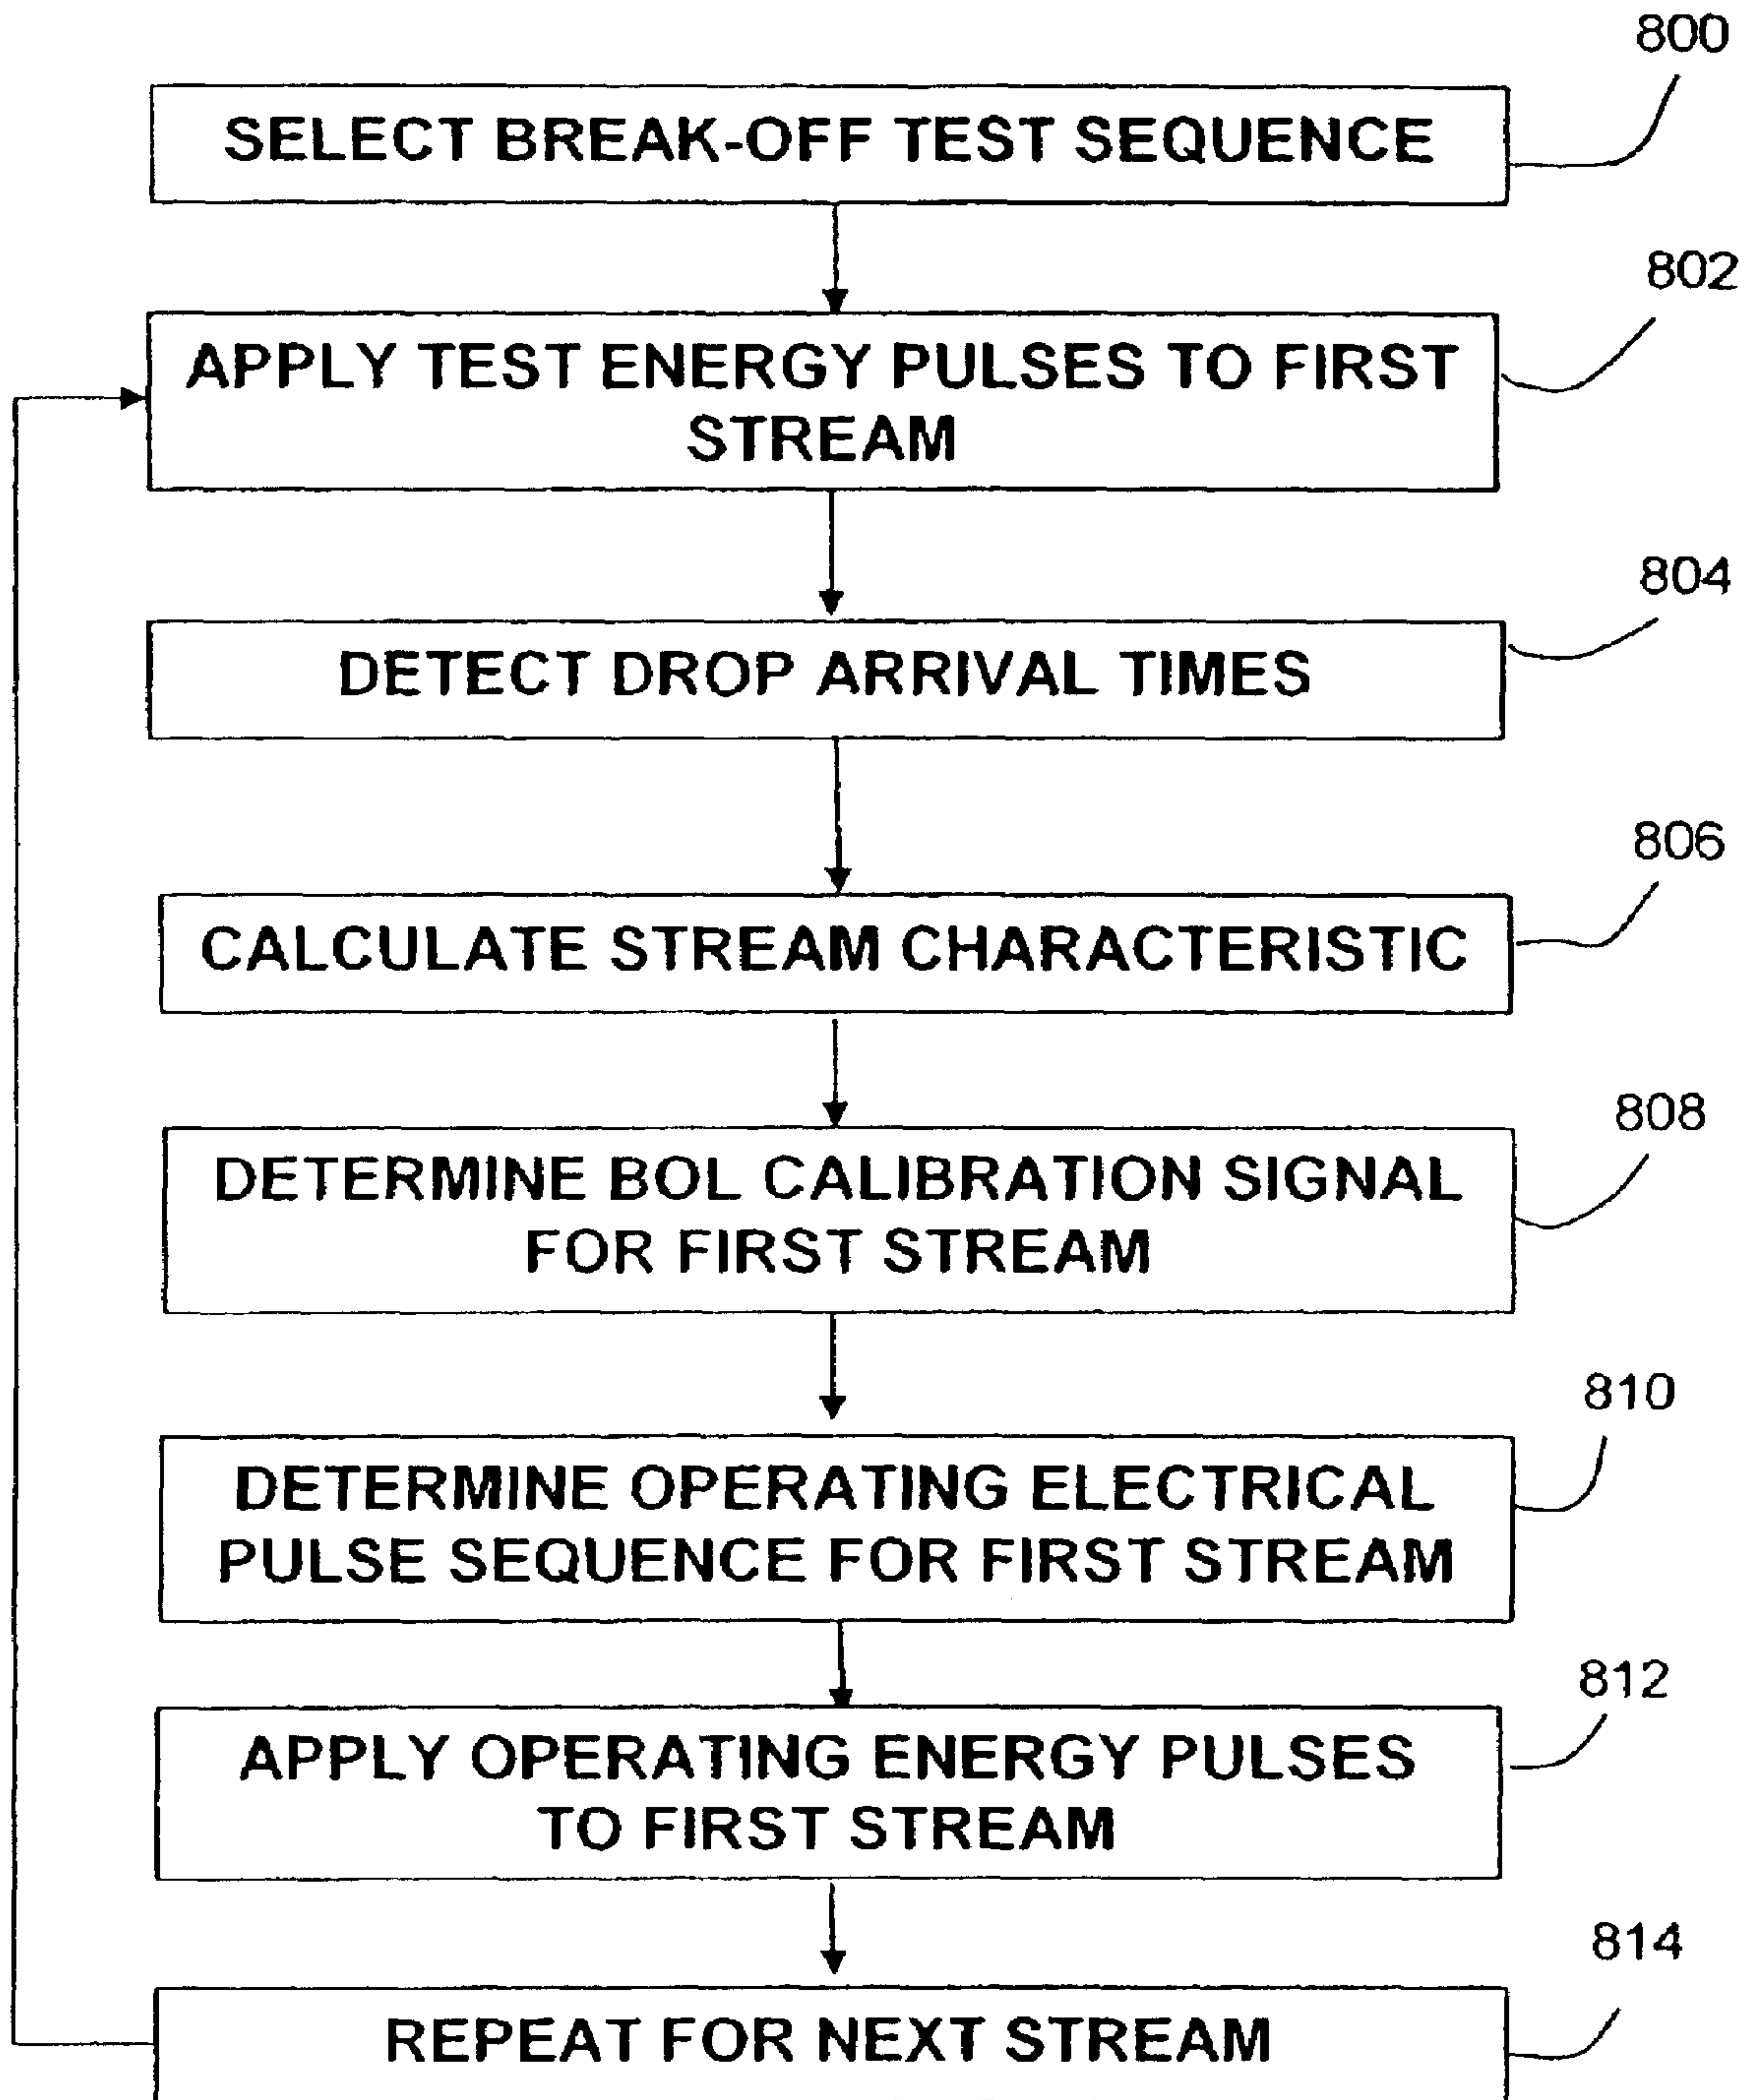 800
SELECT BREAK-OFF TEST SEQUENCE
802
APPLY TEST ENERGY PULSES TO FIRST
STREAM
804
DETECT DROP ARRIVAL TIMES
806
CALCULATE STREAM CHARACTERISTIC
808
DETERMINE BOL CALIBRATION SIGNAL
FOR FIRST STREAM
810
DETERMINE OPERATING ELECTRICAL
PULSE SEQUENCE FOR FIRST STREAM
812
APPLY OPERATING ENERGY PULSES
TO FIRST STREAM
814
REPEAT FOR NEXT STREAM